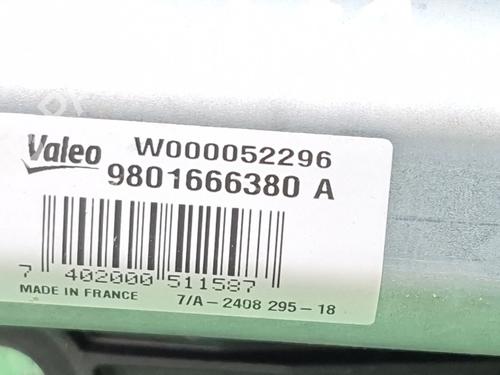 Valeo W000052296
9801666380 A
7 402000 511587
MADE IN FRANCE 7/A-2408 295-18